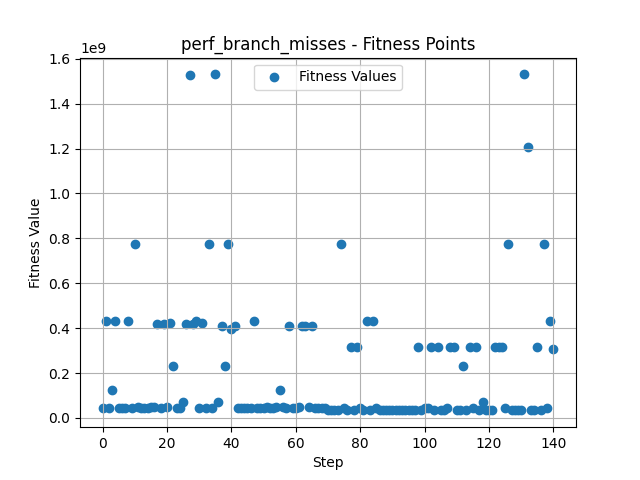 perf_branch_misses - Fitness Points
1e9
Fitness Values
1.6
1.4
1.2
1.0
0.8
0.6
0.4
0.2
0.0
Fitness Value
0 20 40 60 80 100 120 140
Step